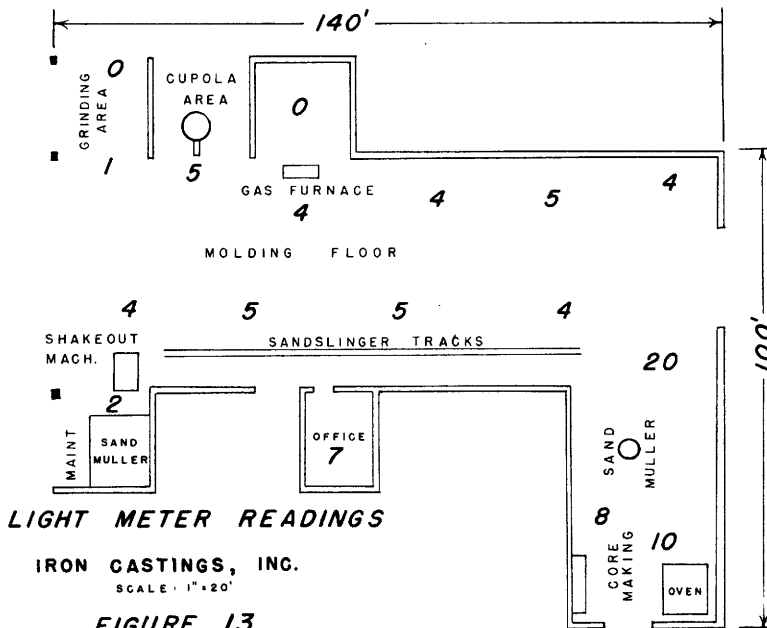 140'
0
GRINDING
AREA
1
CUPOLA
AREA
5
0
GAS FURNACE
4
4
5
4
MOLDING FLOOR
4
5
5
4
SHAKEOUT
MACH.
SANDSLINGER TRACKS
20
100'
2
MAINT
SAND
MULLER
OFFICE
7
SAND
MULLER
8
10
CORE
MAKING
OVEN
LIGHT METER READINGS
IRON CASTINGS, INC.
SCALE: 1"=20'
FIGURE 13